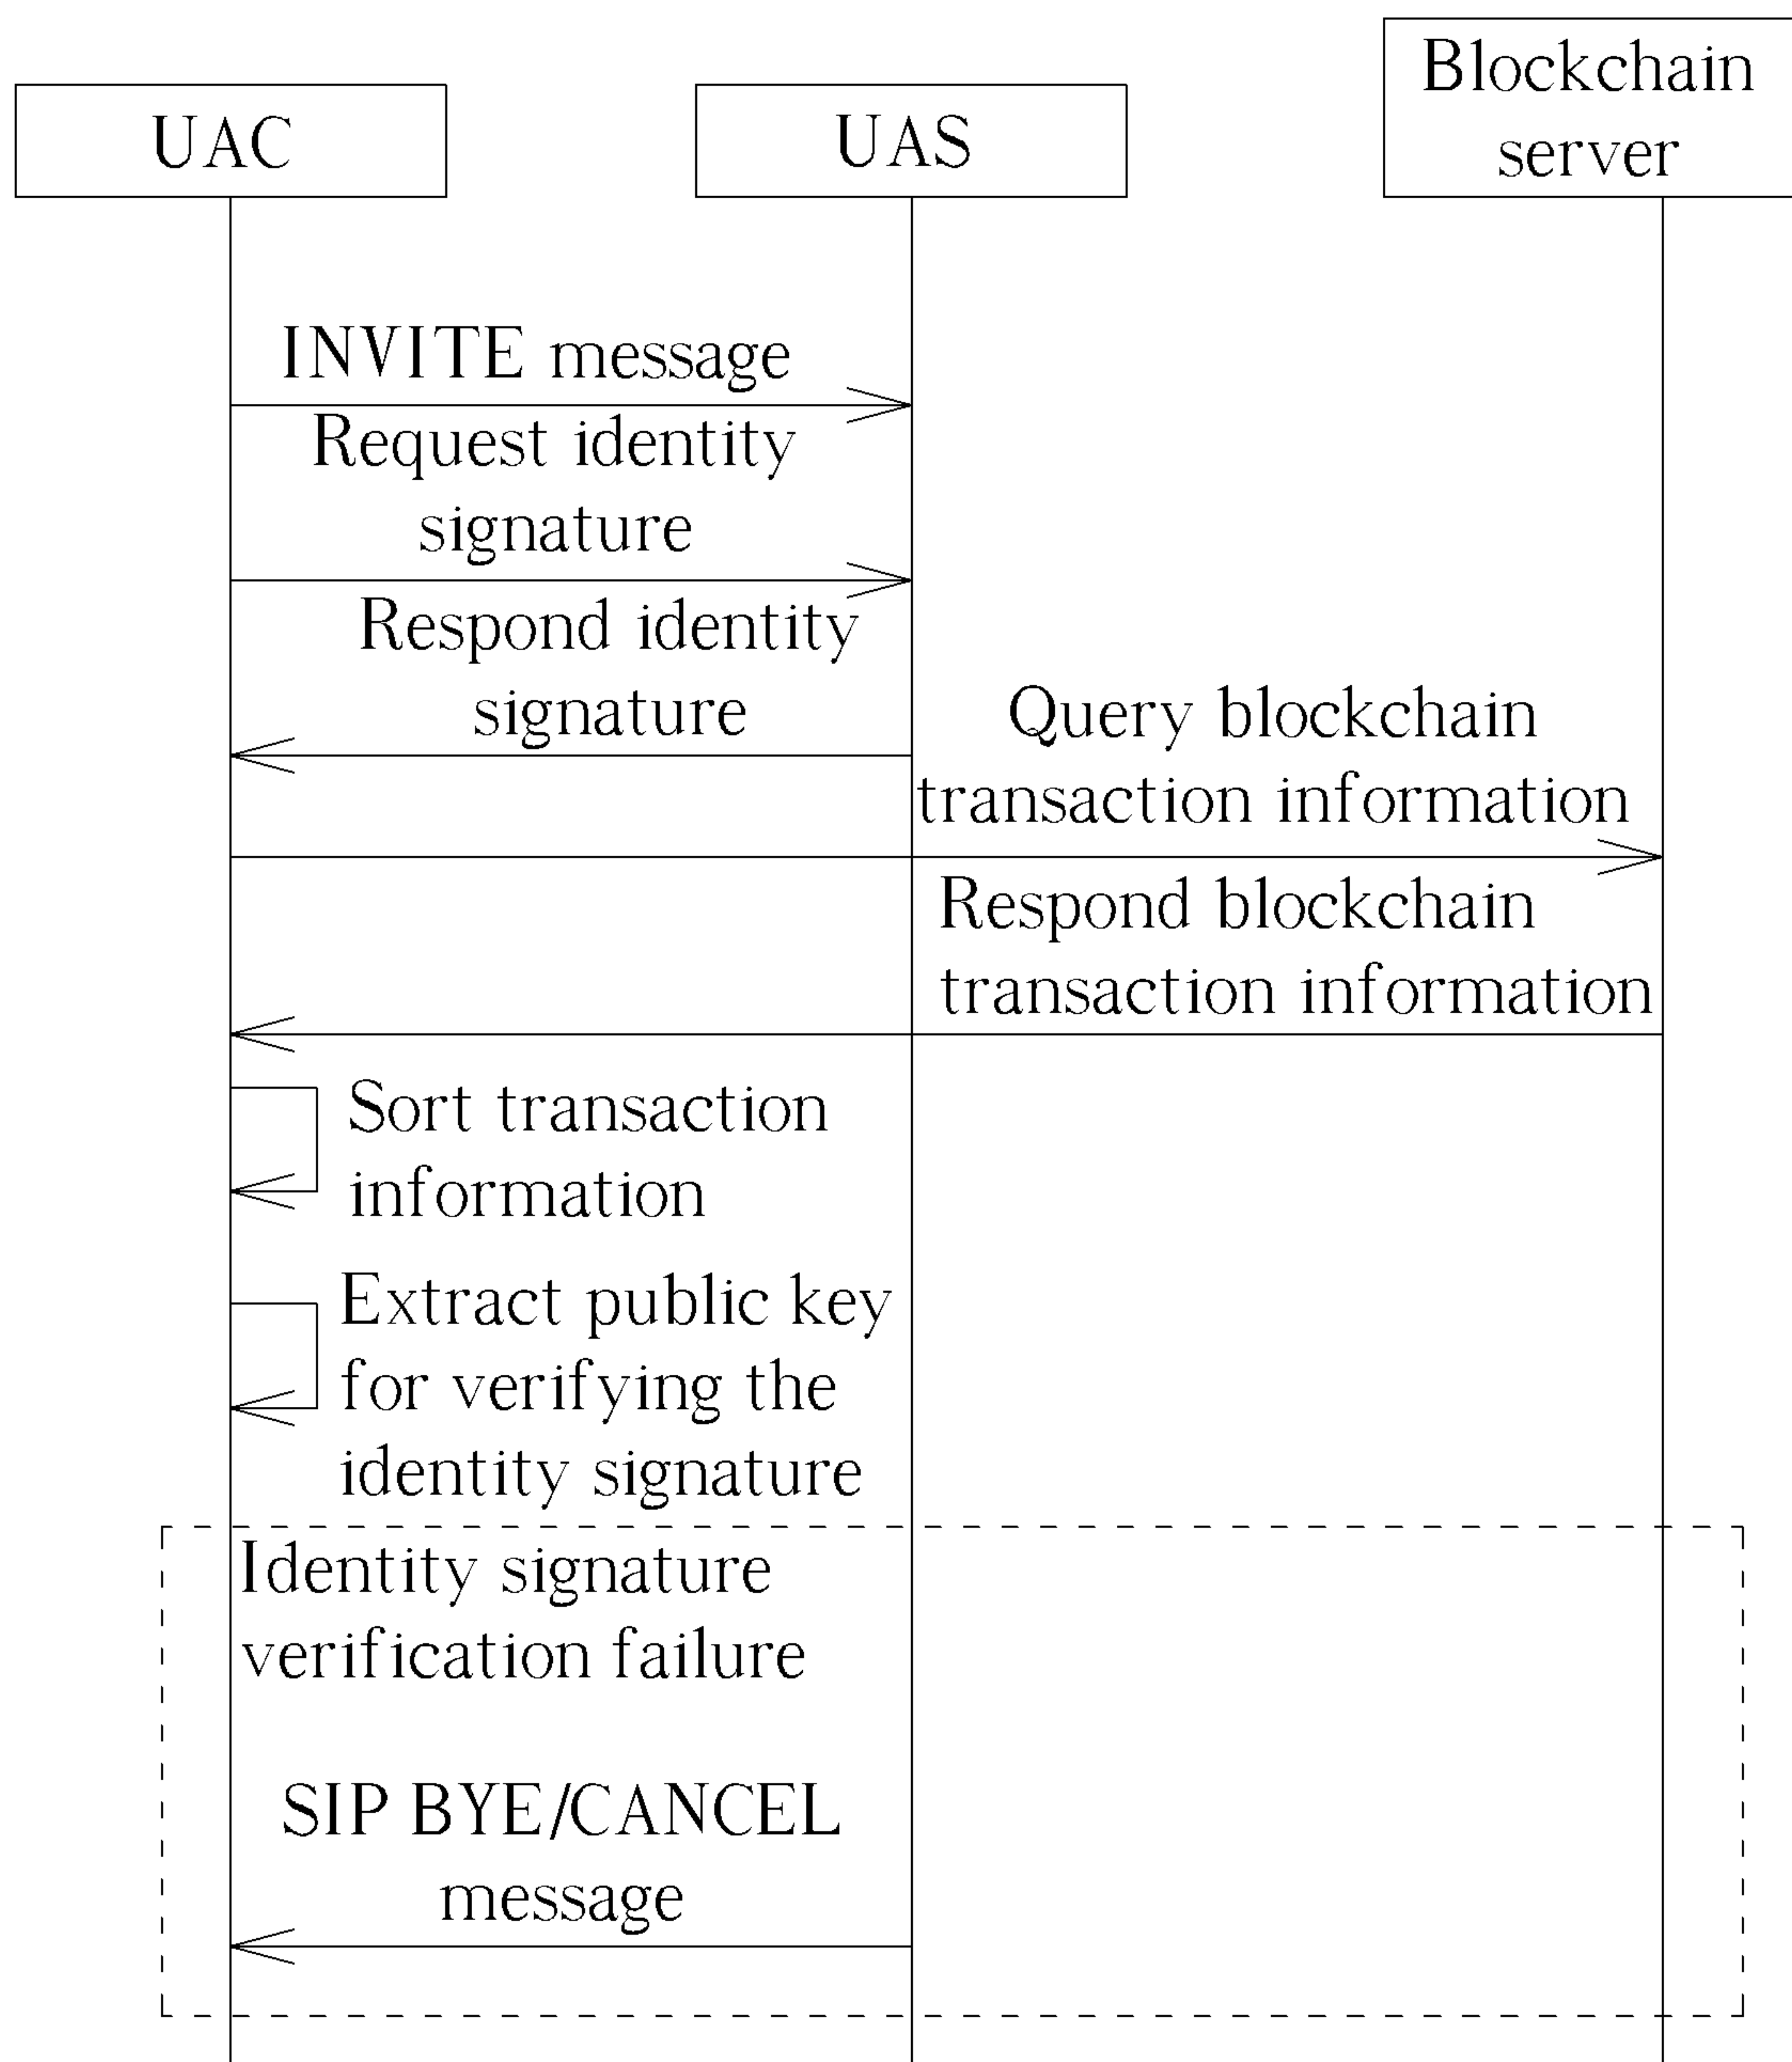 UAC
UAS
Blockchain
server
INVITE message
Request identity
signature
Respond identity
signature
Query blockchain
transaction information
Respond blockchain
transaction information
Sort transaction
information
Extract public key
for verifying the
identity signature
Identity signature
verification failure
SIP BYE/CANCEL
message